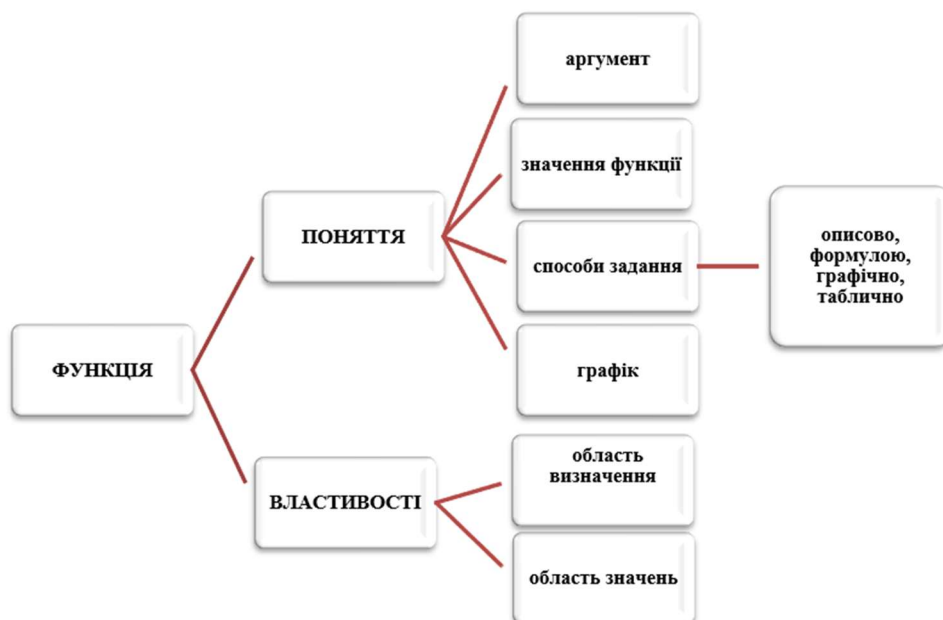 ФУНКЦІЯ
ПОНЯТТЯ
аргумент
значення функції
способи задання
описово,
формулою,
графічно,
таблично
графік
ВЛАСТИВОСТІ
область
визначення
область значень